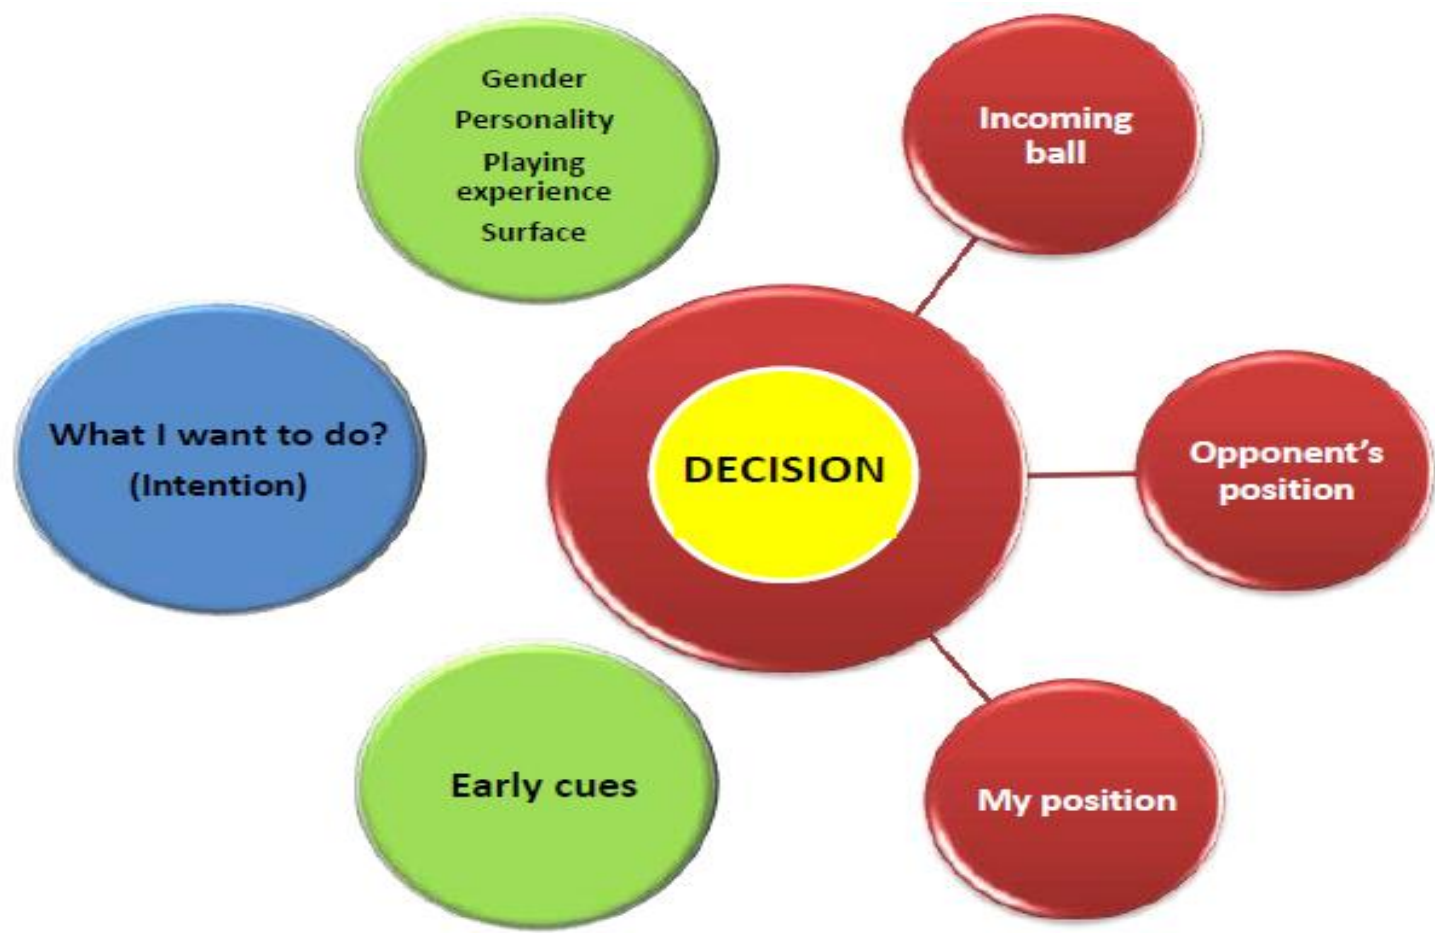 Gender
Personality
Playing
experience
Surface
Incoming
ball
What I want to do?
(Intention)
DECISION
Opponent’s
position
Early cues
My position